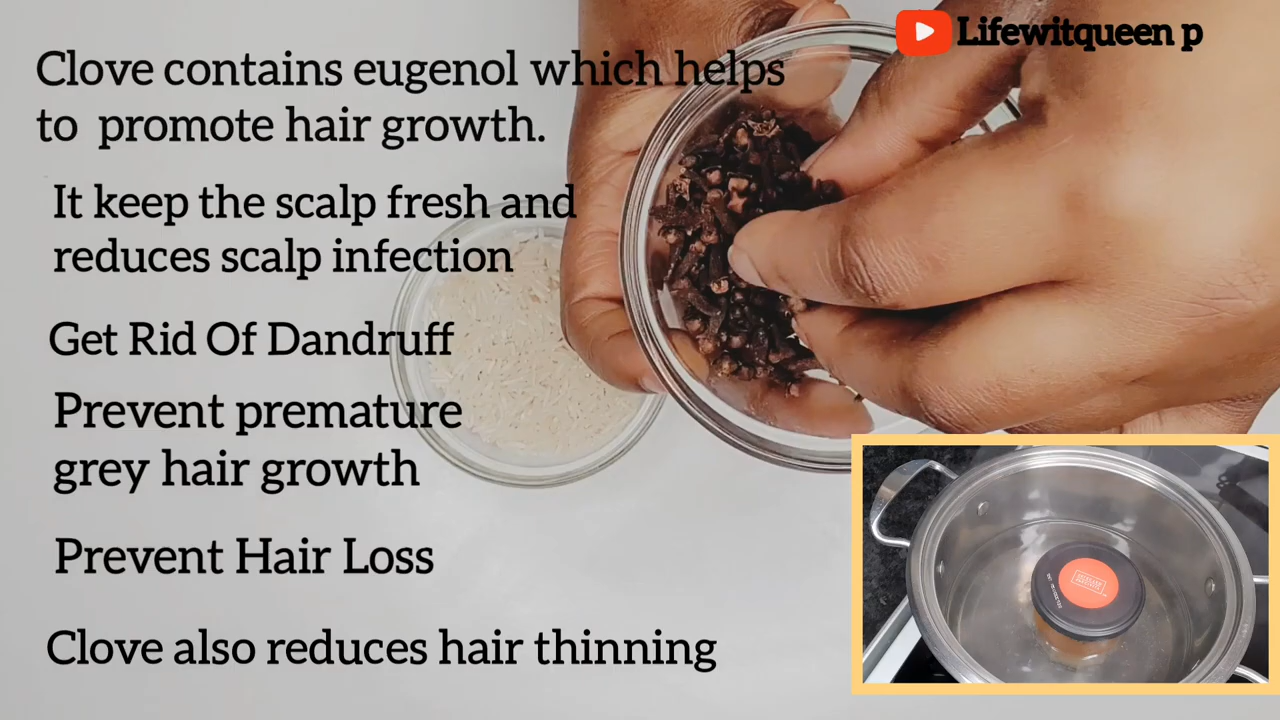 Lifewitqueen p
Clove contains eugenol which helps
to promote hair growth.
It keep the scalp fresh and
reduces scalp infection
Get Rid Of Dandruff
Prevent premature
grey hair growth
Prevent Hair Loss
Clove also reduces hair thinning